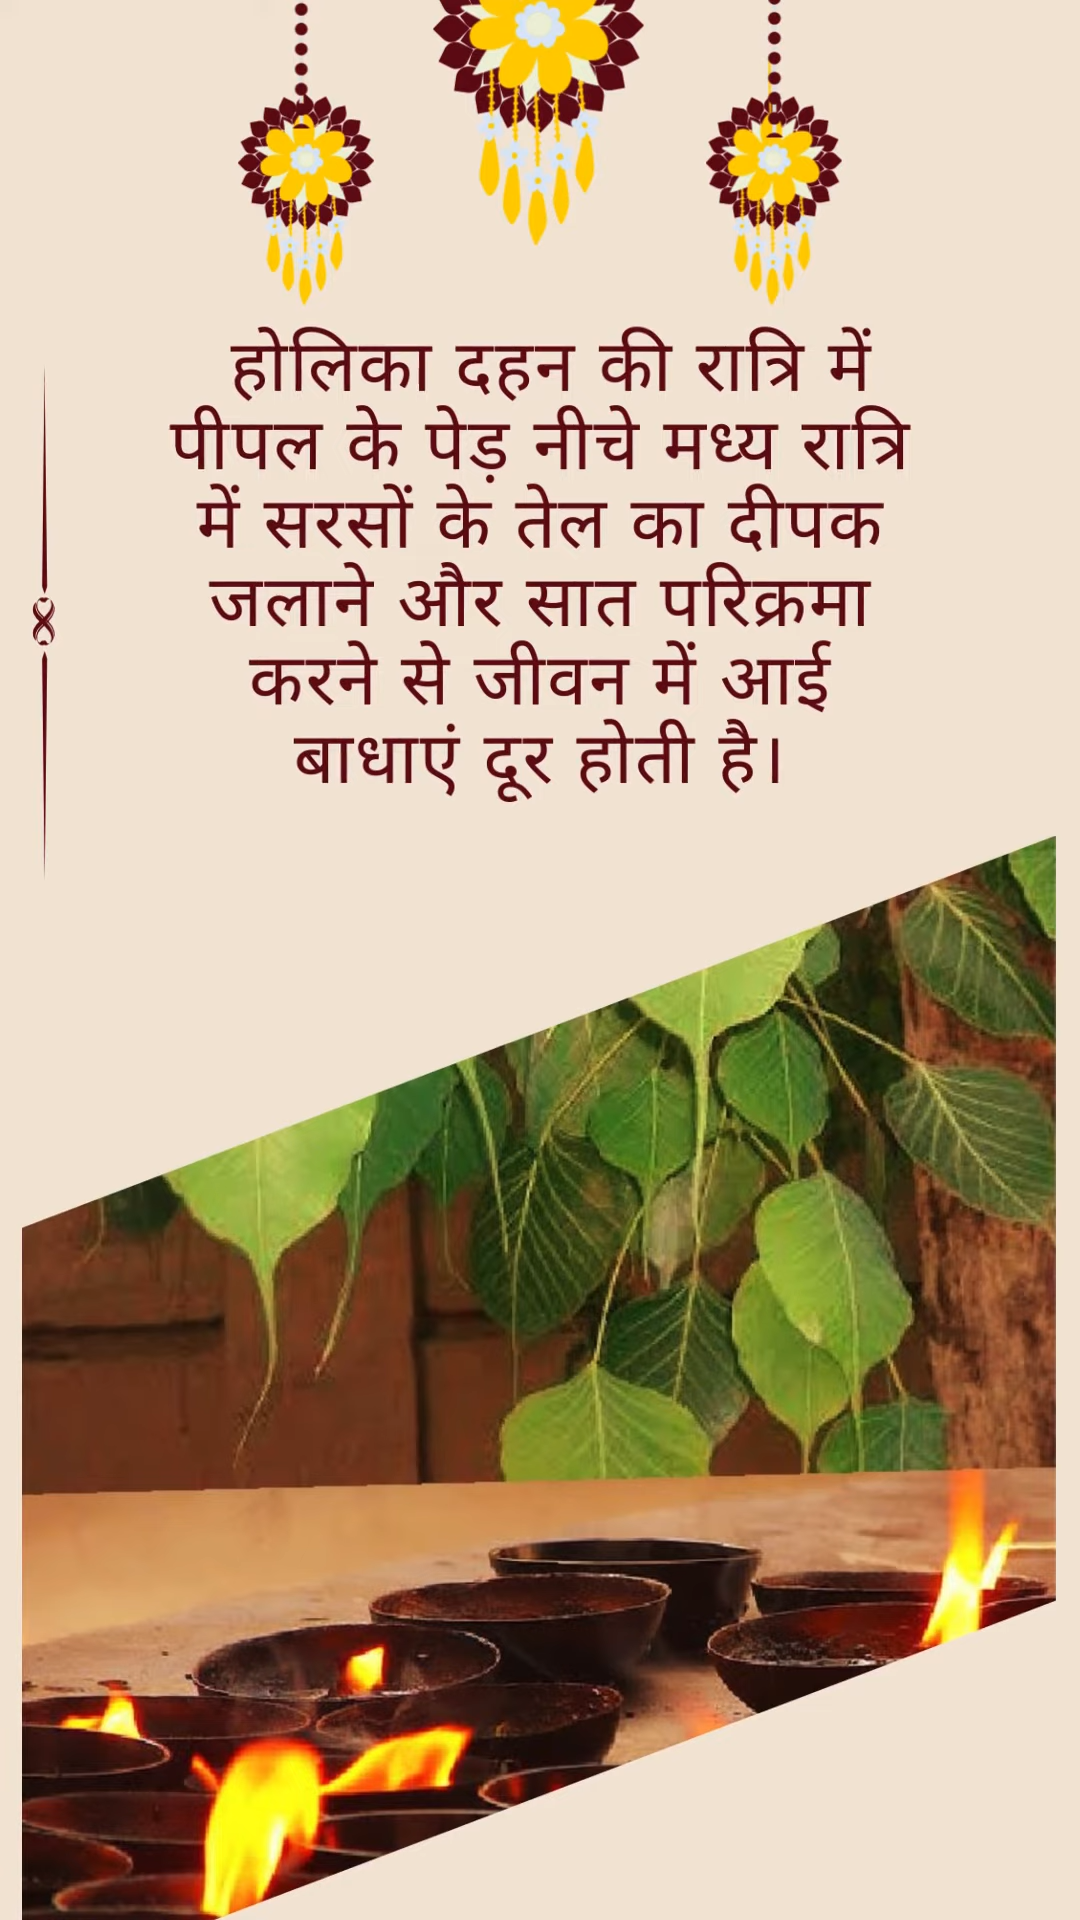 होलिका दहन की रात्रि में
पीपल के पेड़ नीचे मध्य रात्रि
में सरसों के तेल का दीपक
जलाने और सात परिक्रमा
करने से जीवन में आई
बाधाएं दूर होती है।